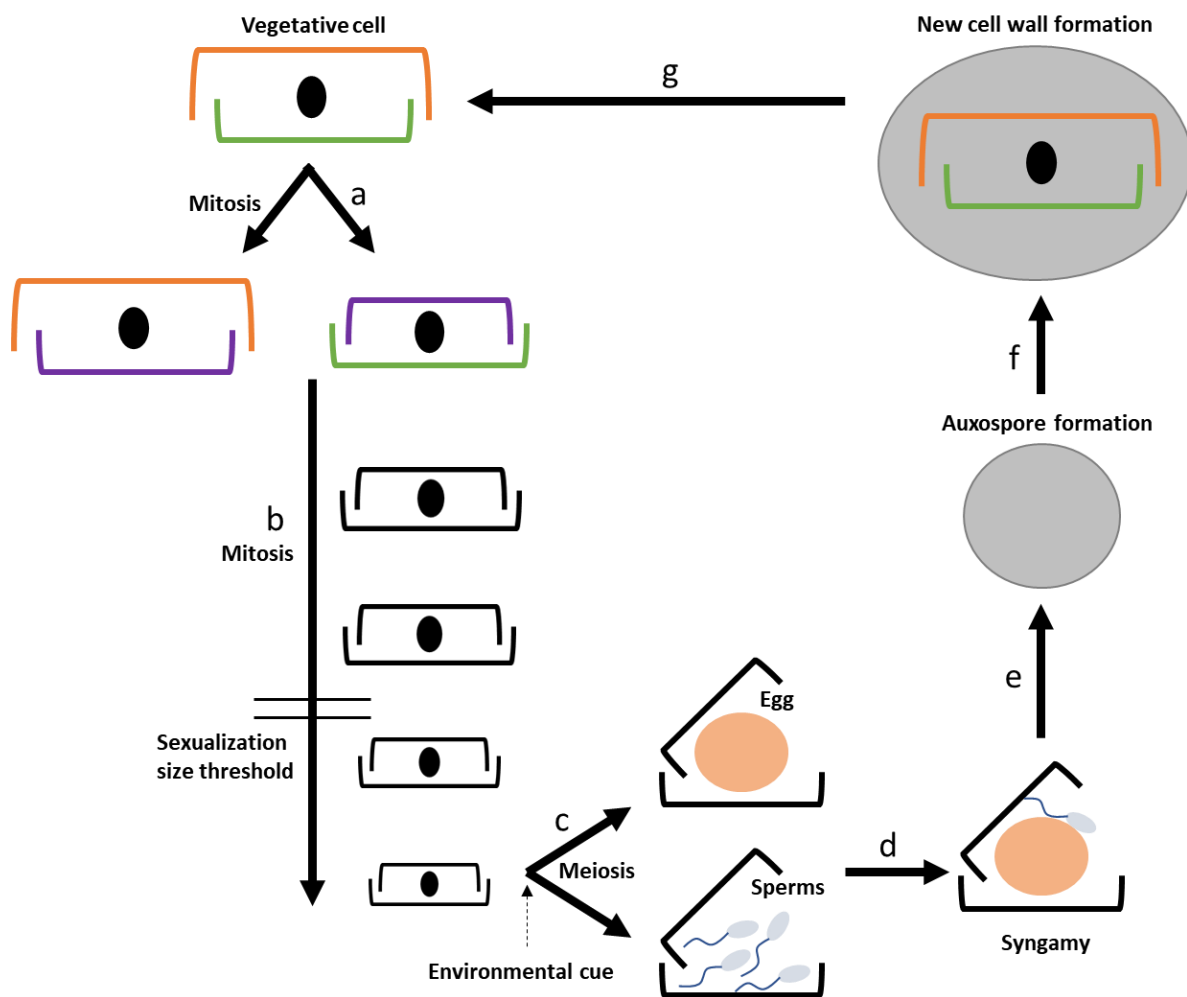 Vegetative cell
New cell wall formation
g
Mitosis
a
f
Auxospore formation
b
Mitosis
e
Sexualization
size threshold
Egg
c
Meiosis
d
Sperms
Environmental cue
Syngamy